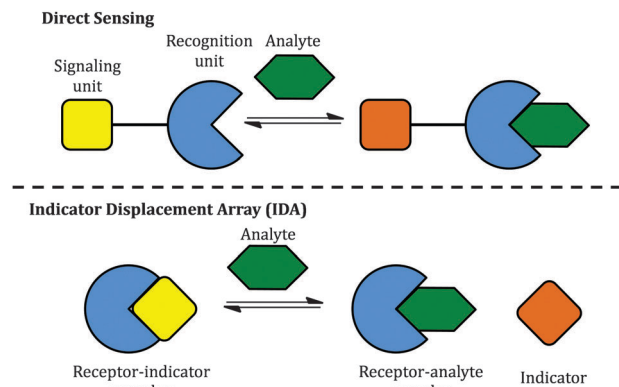 Direct Sensing
Recognition Analyte
unit
Signaling
unit
Indicator Displacement Array (IDA)
Analyte
Receptor-indicator
Receptor-analyte
Indicator